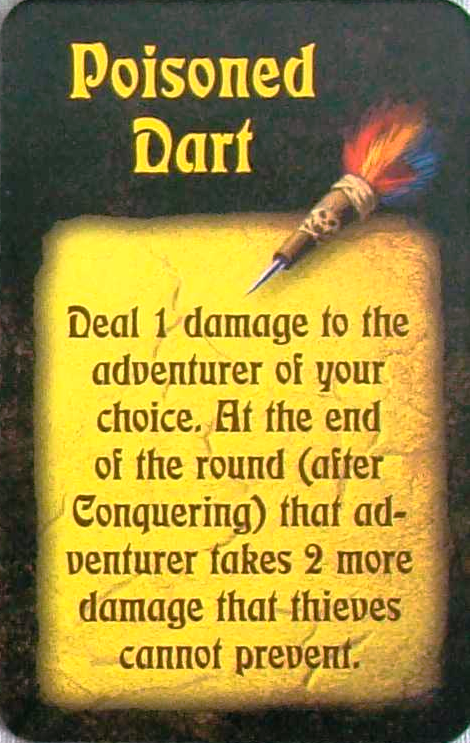 Poisoned
Dart
Deal 1 damage to the
adventurer of your
choice. At the end
of the round (after
Conquering) that ad-
venturer takes 2 more
damage that thieves
cannot prevent.